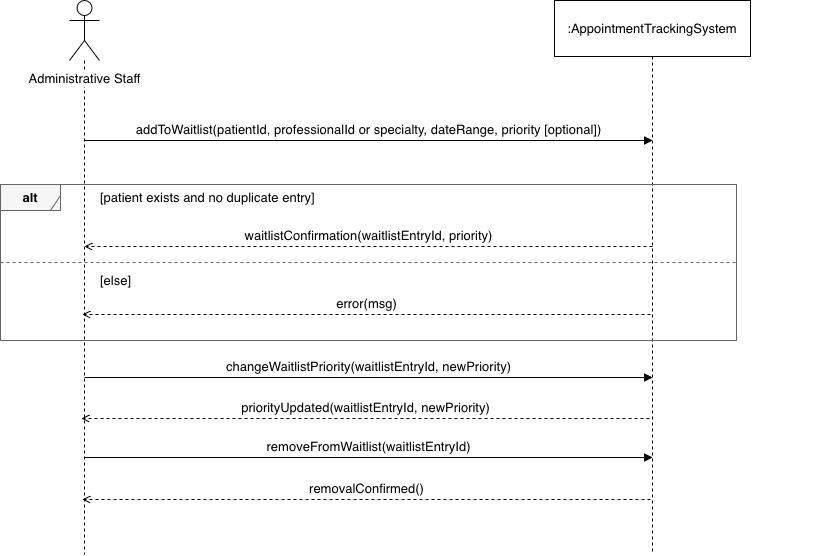 :AppointmentTrackingSystem
Administrative Staff
addToWaitlist(patientId, professionalId or specialty, dateRange, priority [optional])
alt
[patient exists and no duplicate entry]
waitlistConfirmation(waitlistEntryId, priority)
[else]
error(msg)
changeWaitlistPriority(waitlistEntryId, newPriority)
priorityUpdated(waitlistEntryId, newPriority)
removeFromWaitlist(waitlistEntryId)
removalConfirmed()